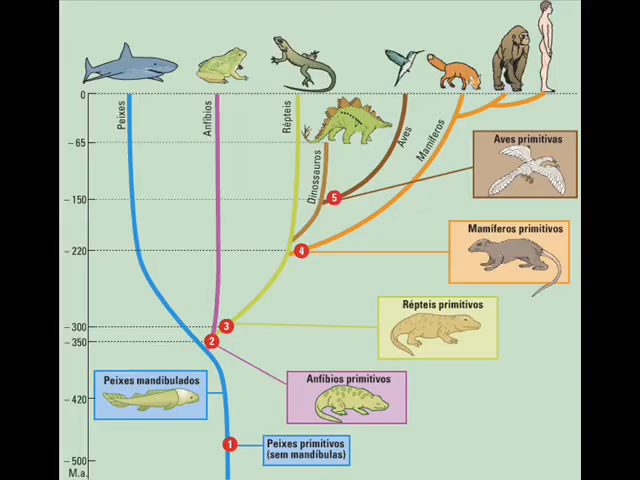 0
Peixes
Anfíbios
Répteis
Dinossauros
Aves
Mamíferos
Aves primitivas
-65
-150
5
-220
4
Mamíferos primitivos
-300
3
Répteis primitivos
-350
2
Peixes mandibulados
Anfíbios primitivos
-420
1
Peixes primitivos
(sem mandíbulas)
-500
M.a.